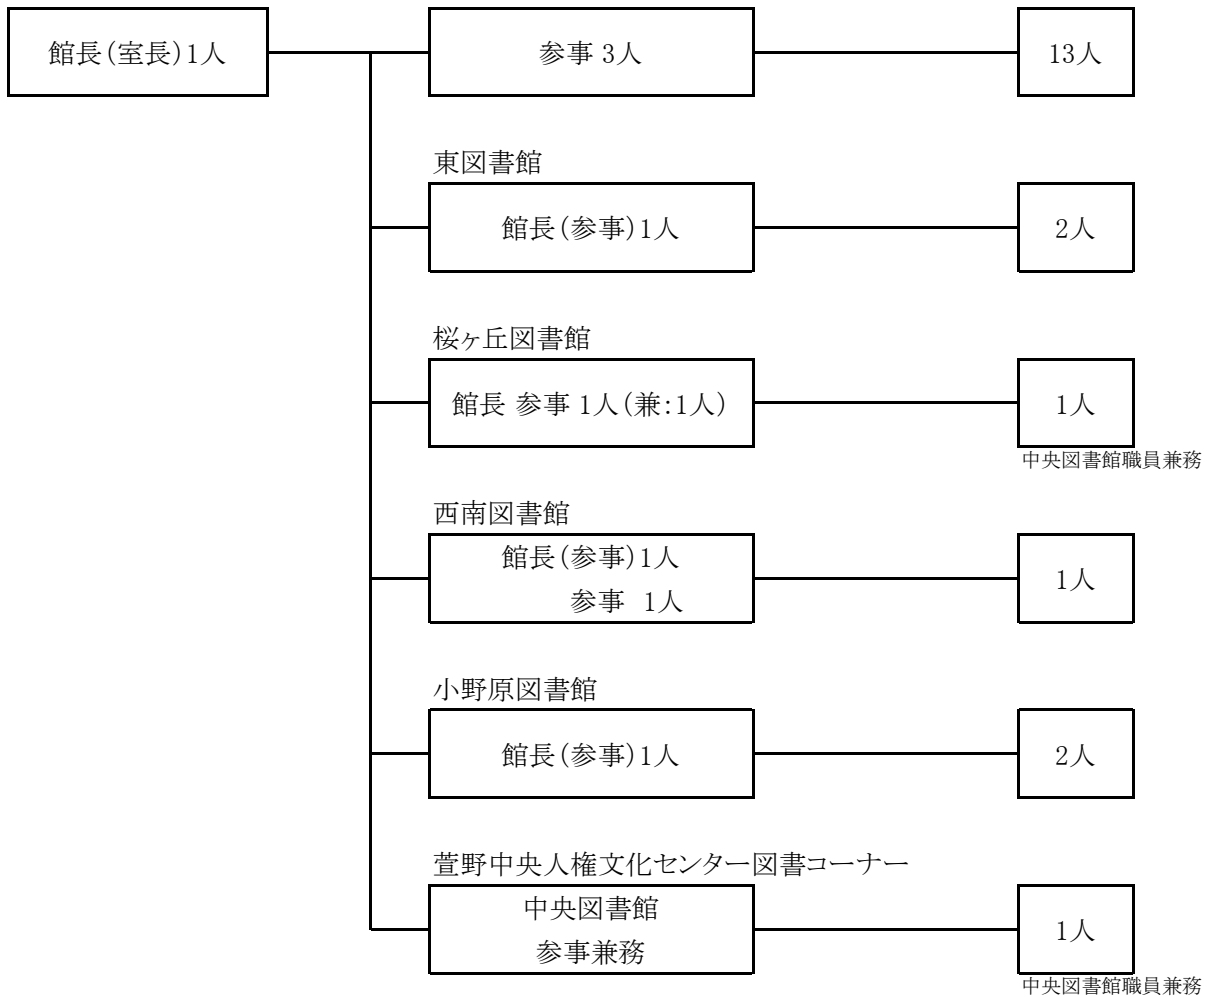 館長(室長)1人
参事 3人
13人
東図書館
館長(参事)1人
2人
桜ヶ丘図書館
館長 参事 1人(兼:1人)
1人
中央図書館職員兼務
西南図書館
館長(参事)1人
参事 1人
1人
小野原図書館
館長(参事)1人
2人
萱野中央人権文化センター図書コーナー
中央図書館
参事兼務
1人
中央図書館職員兼務